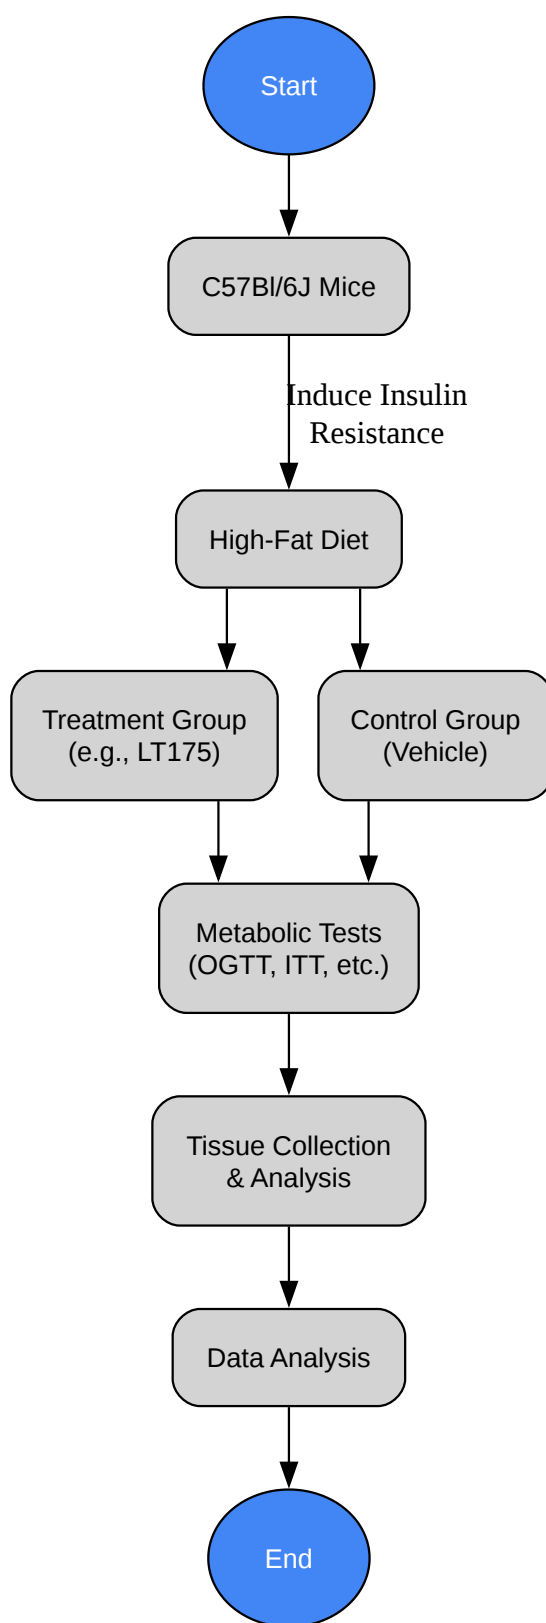 Start
C57Bl/6J Mice
Induce Insulin
Resistance
High-Fat Diet
Treatment Group
(e.g., LT175)
Control Group
(Vehicle)
Metabolic Tests
(OGTT, ITT, etc.)
Tissue Collection
& Analysis
Data Analysis
End